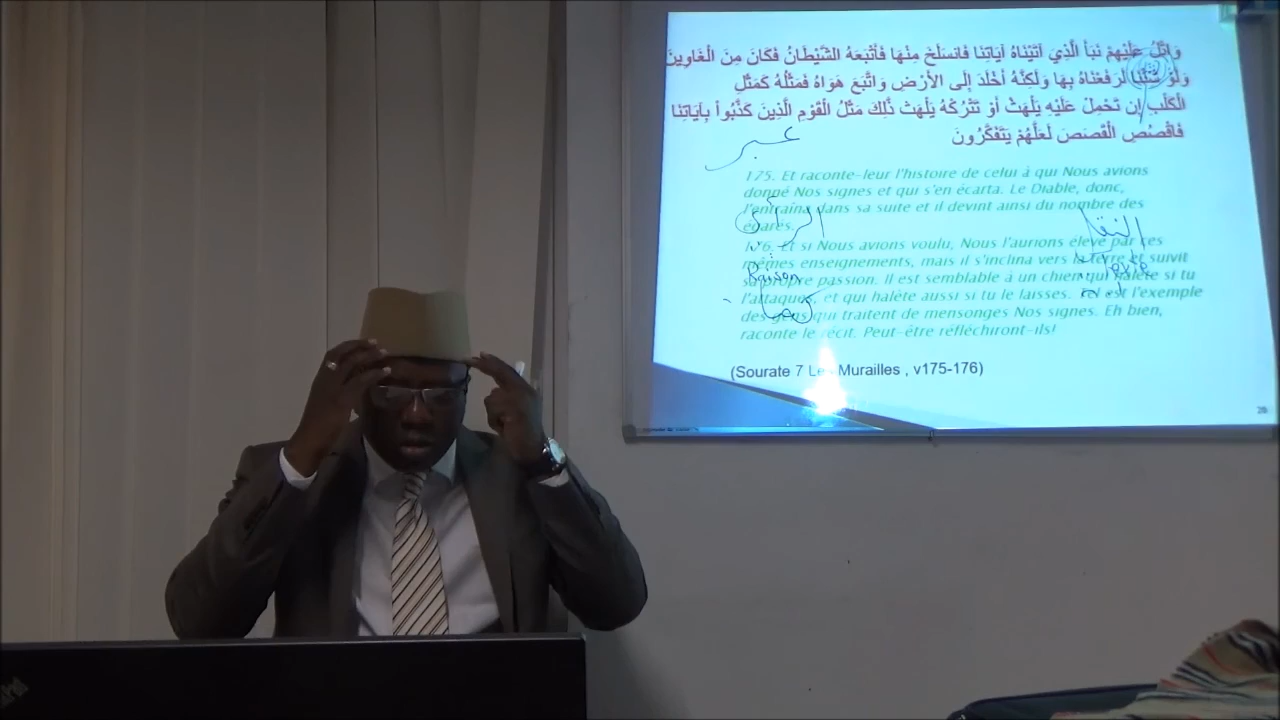 وَاتْلُ عَلَيْهِمْ نَبَأَ الَّذِيَ آتَيْنَاهُ آيَاتِنَا فَانسَلَخَ مِنْهَا فَأَتْبَعَهُ الشَّيْطَانُ فَكَانَ مِنَ الْغَاوِينَ
وَلَوْ شِئْنَا لَرَفَعْنَاهُ بِهَا وَلَكِنَّهُ أَخْلَدَ إِلَى الأَرْضِ وَاتَّبَعَ هَوَاهُ فَمَثَلُهُ كَمَثَلِ
الْكَلْبِ إِن تَحْمِلْ عَلَيْهِ يَلْهَثْ أَوْ تَتْرُكْهُ يَلْهَث ذَّلِكَ مَثَلُ الْقَوْمِ الَّذِينَ كَذَّبُواْ بِآيَاتِنَا
فَاقْصُصِ الْقَصَصَ لَعَلَّهُمْ يَتَفَكَّرُونَ
عبر
175. Et raconte-leur l'histoire de celui à qui Nous avions
donné Nos signes et qui s'en écarta. Le Diable, donc,
l'entraîna dans sa suite et il devint ainsi du nombre des
égarés.
الرأي
النقل
176. Et si Nous avions voulu, Nous l'aurions élevé par ces
mêmes enseignements, mais il s'inclina vers la terre et suivit
sa propre passion. Il est semblable à un chien qui halète si tu
Raison
Texte
l'attaques, et qui halète aussi si tu le laisses. Tel est l'exemple
des gens qui traitent de mensonges Nos signes. Eh bien,
raconte le récit. Peut-être réfléchiront-ils!
(Sourate 7 Les Murailles , v175-176)